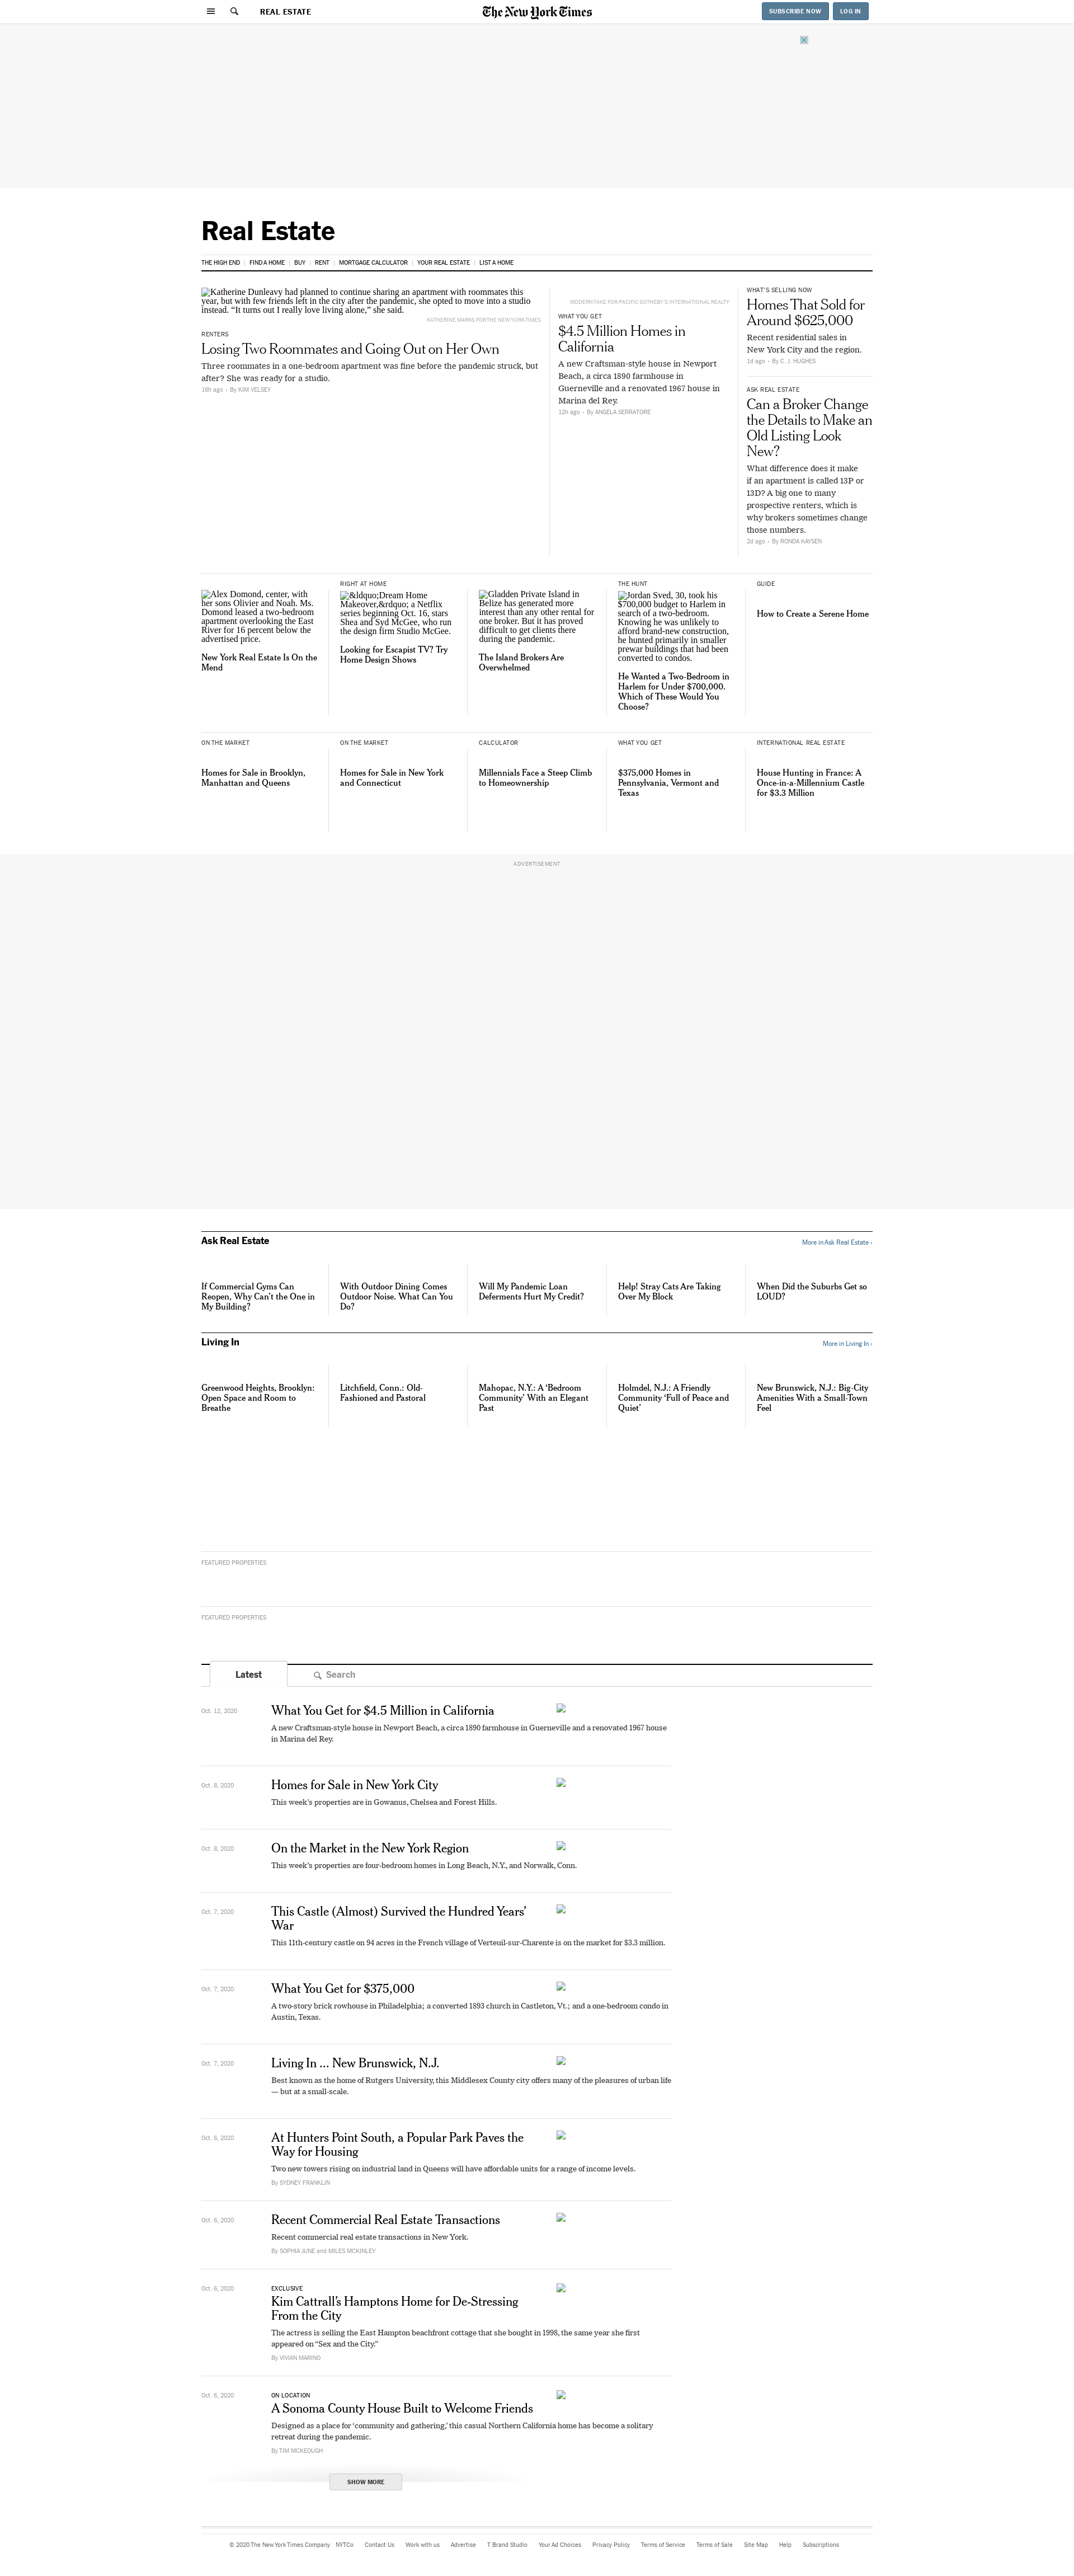 REAL ESTATE
The New York Times
SUBSCRIBE NOW
LOG IN
Real Estate
THE HIGH END
FIND A HOME
BUY
RENT
MORTGAGE CALCULATOR
YOUR REAL ESTATE
LIST A HOME
Katherine Dunleavy had planned to continue sharing an apartment with roommates this
year, but with few friends left in the city after the pandemic, she opted to move into a studio
instead. “It turns out I really love living alone,” she said.
KATHERINE MARKS FOR THE NEW YORK TIMES
RENTERS
Losing Two Roommates and Going Out on Her Own
Three roommates in a one-bedroom apartment was fine before the pandemic struck, but
after? She was ready for a studio.
16h ago · By KIM VELSEY
MODERNTAKE FOR PACIFIC SOTHEBY'S INTERNATIONAL REALTY
WHAT YOU GET
$4.5 Million Homes in
California
A new Craftsman-style house in Newport
Beach, a circa 1890 farmhouse in
Guerneville and a renovated 1967 house in
Marina del Rey.
12h ago · By ANGELA SERRATORE
WHAT'S SELLING NOW
Homes That Sold for
Around $625,000
Recent residential sales in
New York City and the region.
1d ago · By C. J. HUGHES
ASK REAL ESTATE
Can a Broker Change
the Details to Make an
Old Listing Look
New?
What difference does it make
if an apartment is called 13P or
13D? A big one to many
prospective renters, which is
why brokers sometimes change
those numbers.
2d ago · By RONDA KAYSEN
Alex Domond, center, with
her sons Olivier and Noah. Ms.
Domond leased a two-bedroom
apartment overlooking the East
River for 16 percent below the
advertised price.
New York Real Estate Is On the
Mend
RIGHT AT HOME
&ldquo;Dream Home
Makeover,&rdquo; a Netflix
series beginning Oct. 16, stars
Shea and Syd McGee, who run
the design firm Studio McGee.
Looking for Escapist TV? Try
Home Design Shows
Gladden Private Island in
Belize has generated more
interest than any other rental for
one broker. But it has proved
difficult to get clients there
during the pandemic.
The Island Brokers Are
Overwhelmed
THE HUNT
Jordan Sved, 30, took his
$700,000 budget to Harlem in
search of a two-bedroom.
Knowing he was unlikely to
afford brand-new construction,
he hunted primarily in smaller
prewar buildings that had been
converted to condos.
He Wanted a Two-Bedroom in
Harlem for Under $700,000.
Which of These Would You
Choose?
GUIDE
How to Create a Serene Home
ON THE MARKET
Homes for Sale in Brooklyn,
Manhattan and Queens
ON THE MARKET
Homes for Sale in New York
and Connecticut
CALCULATOR
Millennials Face a Steep Climb
to Homeownership
WHAT YOU GET
$375,000 Homes in
Pennsylvania, Vermont and
Texas
INTERNATIONAL REAL ESTATE
House Hunting in France: A
Once-in-a-Millennium Castle
for $3.3 Million
ADVERTISEMENT
Ask Real Estate
More in Ask Real Estate ›
If Commercial Gyms Can
Reopen, Why Can’t the One in
My Building?
With Outdoor Dining Comes
Outdoor Noise. What Can You
Do?
Will My Pandemic Loan
Deferments Hurt My Credit?
Help! Stray Cats Are Taking
Over My Block
When Did the Suburbs Get so
LOUD?
Living In
More in Living In ›
Greenwood Heights, Brooklyn:
Open Space and Room to
Breathe
Litchfield, Conn.: Old-
Fashioned and Pastoral
Mahopac, N.Y.: A ‘Bedroom
Community’ With an Elegant
Past
Holmdel, N.J.: A Friendly
Community ‘Full of Peace and
Quiet’
New Brunswick, N.J.: Big-City
Amenities With a Small-Town
Feel
FEATURED PROPERTIES
FEATURED PROPERTIES
Latest
Search
Oct. 12, 2020
What You Get for $4.5 Million in California
A new Craftsman-style house in Newport Beach, a circa 1890 farmhouse in Guerneville and a renovated 1967 house
in Marina del Rey.
Oct. 8, 2020
Homes for Sale in New York City
This week’s properties are in Gowanus, Chelsea and Forest Hills.
Oct. 8, 2020
On the Market in the New York Region
This week’s properties are four-bedroom homes in Long Beach, N.Y., and Norwalk, Conn.
Oct. 7, 2020
This Castle (Almost) Survived the Hundred Years’
War
This 11th-century castle on 94 acres in the French village of Verteuil-sur-Charente is on the market for $3.3 million.
Oct. 7, 2020
What You Get for $375,000
A two-story brick rowhouse in Philadelphia; a converted 1893 church in Castleton, Vt.; and a one-bedroom condo in
Austin, Texas.
Oct. 7, 2020
Living In ... New Brunswick, N.J.
Best known as the home of Rutgers University, this Middlesex County city offers many of the pleasures of urban life
— but at a small-scale.
Oct. 6, 2020
At Hunters Point South, a Popular Park Paves the
Way for Housing
Two new towers rising on industrial land in Queens will have affordable units for a range of income levels.
By SYDNEY FRANKLIN
Oct. 6, 2020
Recent Commercial Real Estate Transactions
Recent commercial real estate transactions in New York.
By SOPHIA JUNE and MILES MCKINLEY
Oct. 6, 2020
EXCLUSIVE
Kim Cattrall’s Hamptons Home for De-Stressing
From the City
The actress is selling the East Hampton beachfront cottage that she bought in 1998, the same year she first
appeared on “Sex and the City.”
By VIVIAN MARINO
Oct. 6, 2020
ON LOCATION
A Sonoma County House Built to Welcome Friends
Designed as a place for ‘community and gathering,’ this casual Northern California home has become a solitary
retreat during the pandemic.
By TIM MCKEOUGH
SHOW MORE
© 2020 The New York Times Company
NYTCo
Contact Us
Work with us
Advertise
T Brand Studio
Your Ad Choices
Privacy Policy
Terms of Service
Terms of Sale
Site Map
Help
Subscriptions